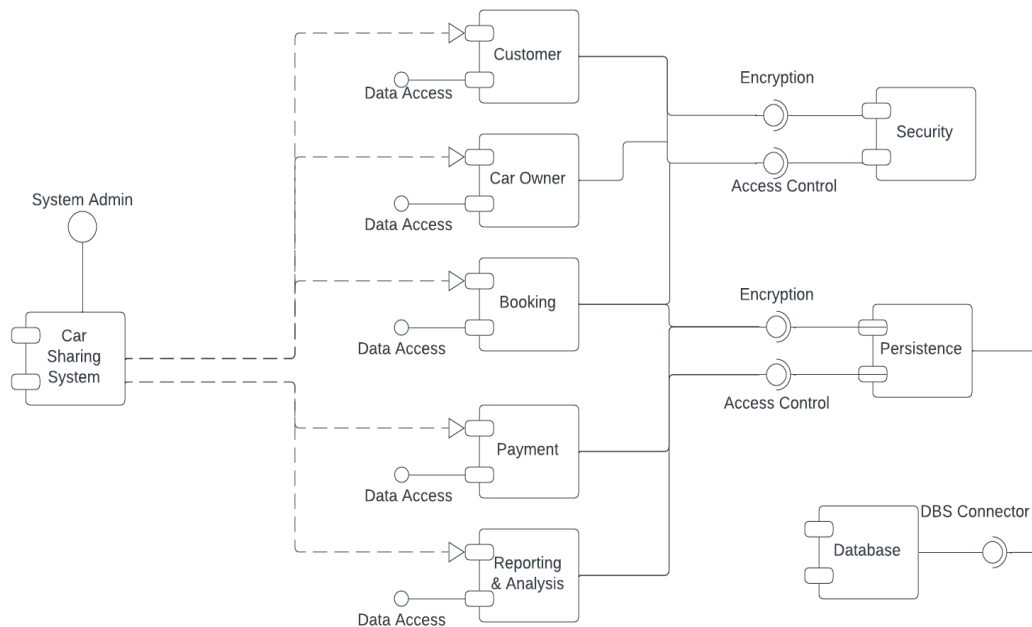 Customer
Data Access
Encryption
Security
Access Control
Car Owner
Data Access
System Admin
Booking
Data Access
Encryption
Persistence
Access Control
Car
Sharing
System
Payment
Data Access
DBS Connector
Database
Reporting
& Analysis
Data Access